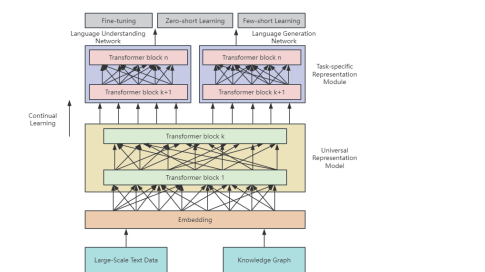 Fine-tuning
Zero-short Learning
Few-short Learning
Language Understanding
Network
Language Generation
Network
Transformer block n
Transformer block n
Task-specific
Representation
Module
Transformer block k+1
Transformer block k+1
Continual
Learning
Transformer block k
Universal
Representation
Model
Transformer block 1
Embedding
Large-Scale Text Data
Knowledge Graph